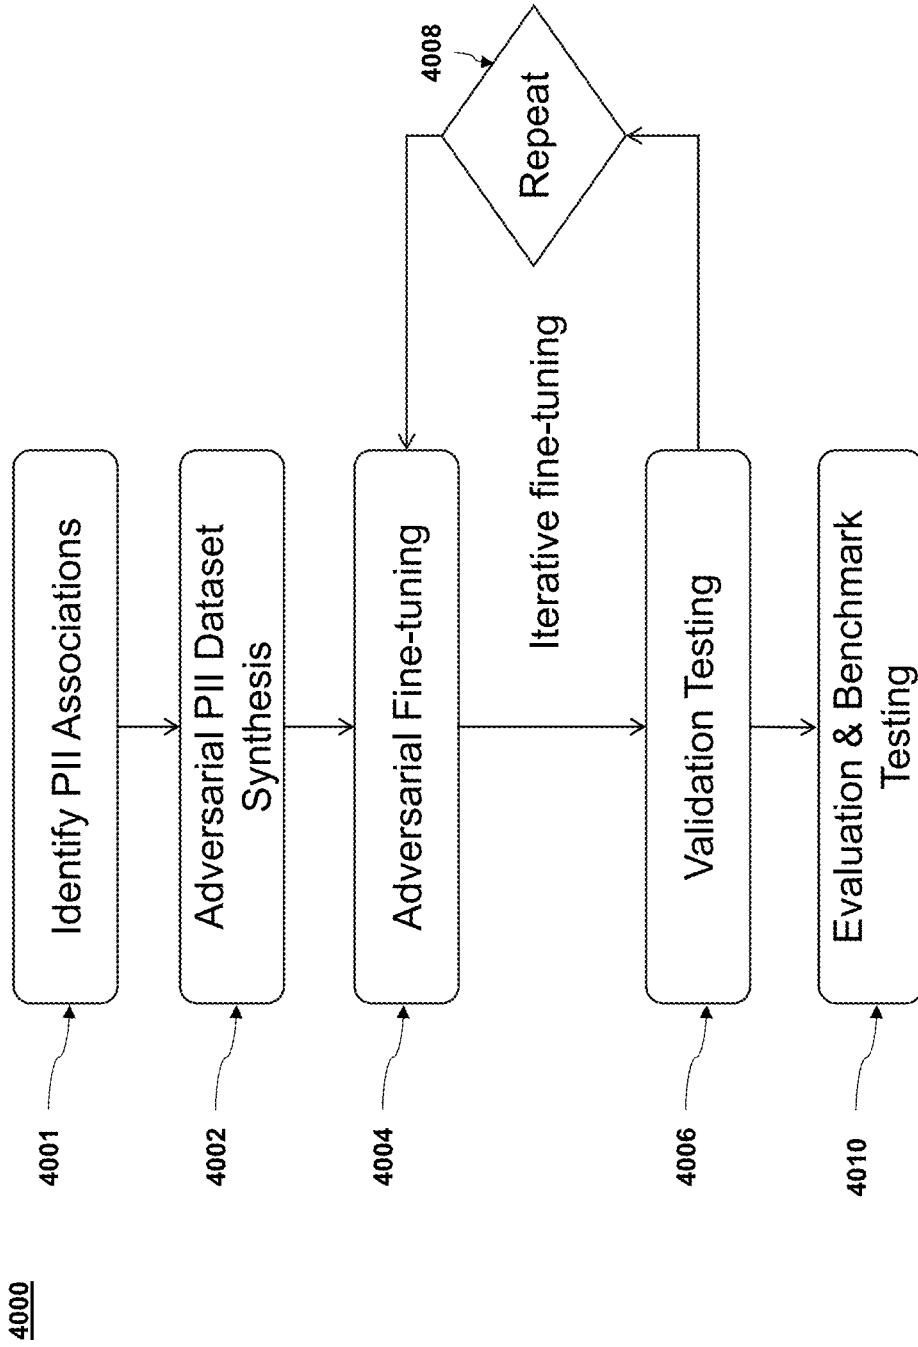 4000
4001
Identify PII Associations
4002
Adversarial PII Dataset
Synthesis
4004
Adversarial Fine-tuning
4008
Repeat
Iterative fine-tuning
4006
Validation Testing
4010
Evaluation & Benchmark
Testing